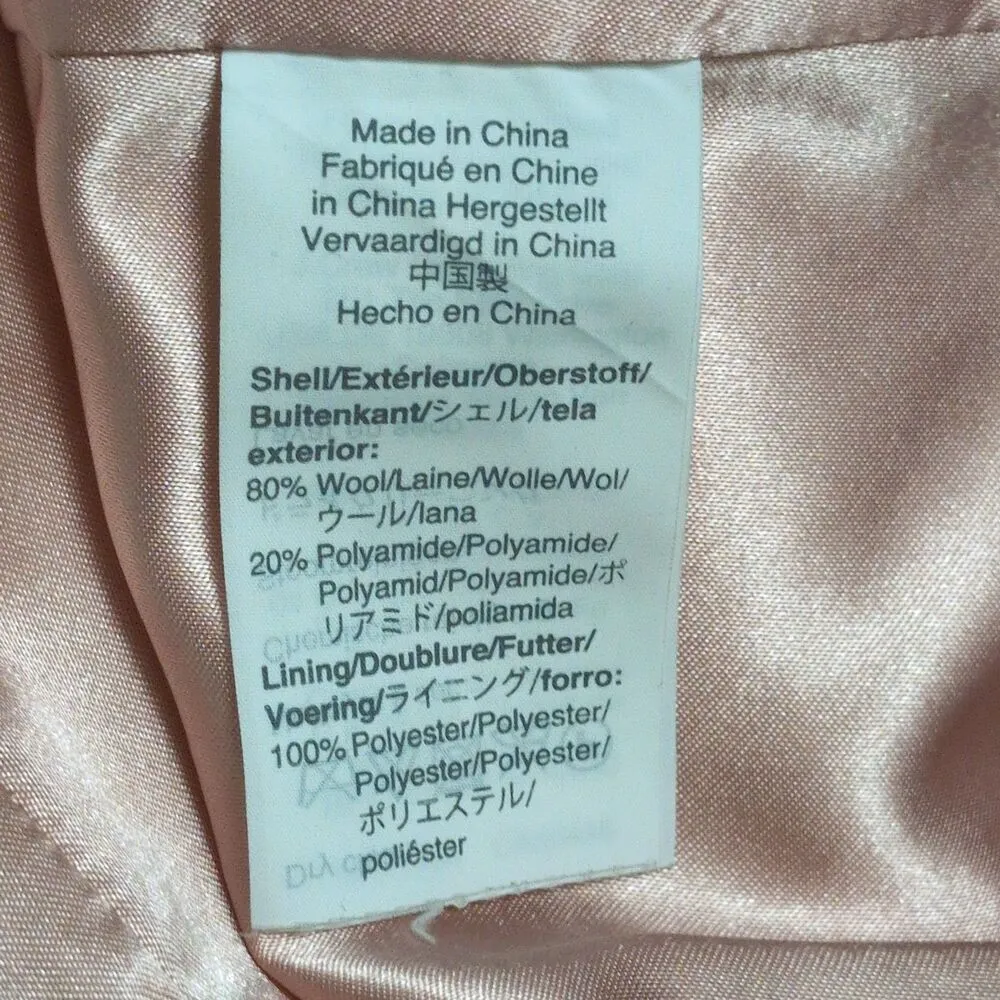 Made in China
Fabriqué en Chine
in China Hergestellt
Vervaardigd in China
中国製
Hecho en China
Shell/Extérieur/Oberstoff/
Buitenkant/シェル/tela
exterior:
80% Wool/Laine/Wolle/Wol/
ウール/lana
20% Polyamide/Polyamide/
Polyamid/Polyamide/ポ
リアミド/poliamida
Lining/Doublure/Futter/
Voering/ライニング/forro:
100% Polyester/Polyester/
Polyester/Polyester/
ポリエステル/
poliéster